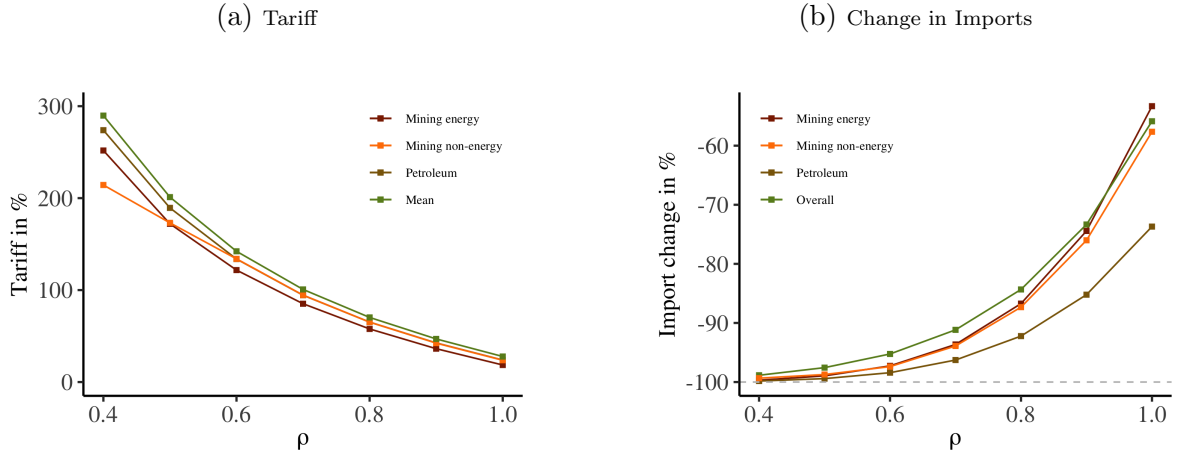 (a) Tariff
300
200
100
0
Tariff in %
0.4 0.6 0.8 1.0
ρ
Mining energy
Mining non-energy
Petroleum
Mean
(b) Change in Imports
-60
-70
-80
-90
-100
Import change in %
0.4 0.6 0.8 1.0
ρ
Mining energy
Mining non-energy
Petroleum
Overall